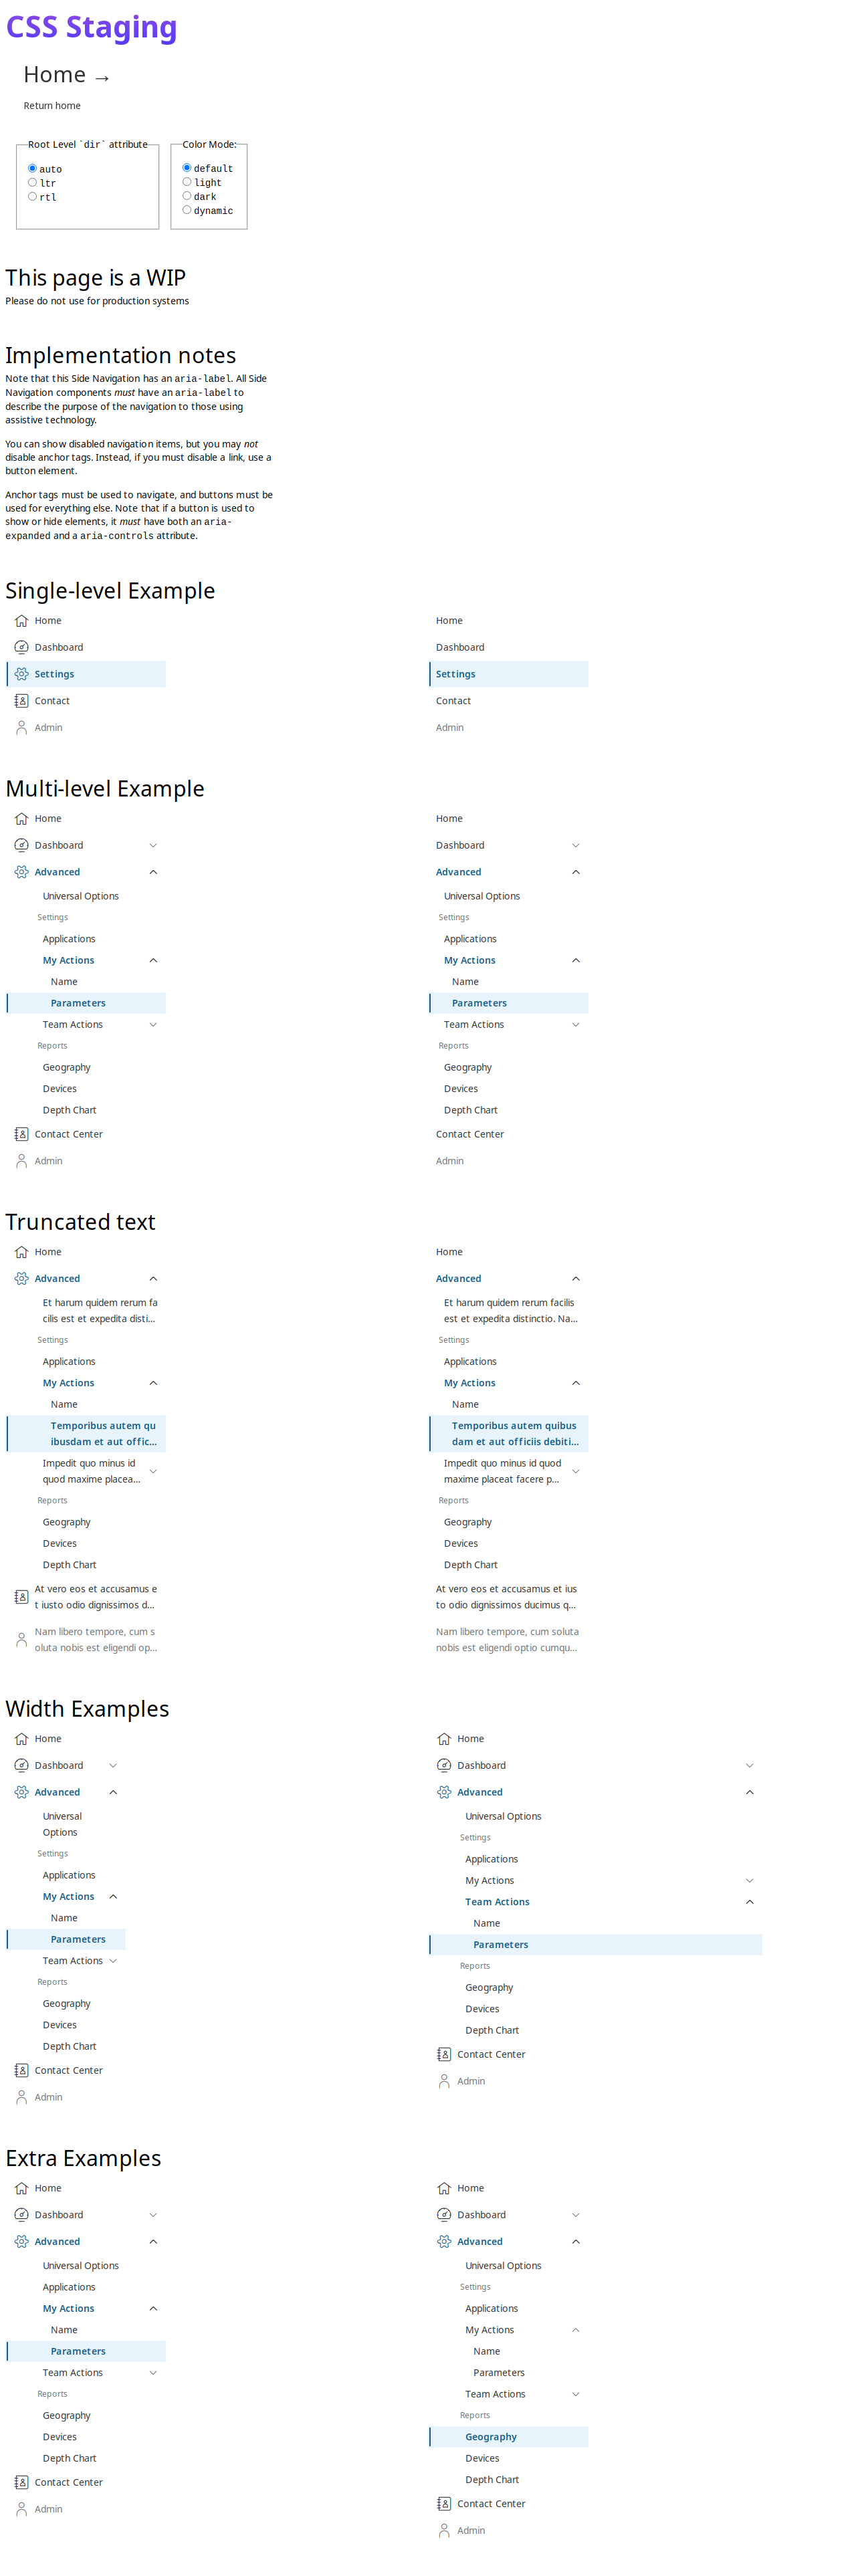 CSS Staging
Home →
Return home
Root Level `dir` attribute
auto
ltr
rtl
Color Mode:
default
light
dark
dynamic
This page is a WIP
Please do not use for production systems
Implementation notes
Note that this Side Navigation has an aria-label. All Side
Navigation components must have an aria-label to
describe the purpose of the navigation to those using
assistive technology.
You can show disabled navigation items, but you may not
disable anchor tags. Instead, if you must disable a link, use a
button element.
Anchor tags must be used to navigate, and buttons must be
used for everything else. Note that if a button is used to
show or hide elements, it must have both an aria-
expanded and a aria-controls attribute.
Single-level Example
Home
Dashboard
Settings
Contact
Admin
Home
Dashboard
Settings
Contact
Admin
Multi-level Example
Home
Dashboard
Advanced
Universal Options
Settings
Applications
My Actions
Name
Parameters
Team Actions
Reports
Geography
Devices
Depth Chart
Contact Center
Admin
Home
Dashboard
Advanced
Universal Options
Settings
Applications
My Actions
Name
Parameters
Team Actions
Reports
Geography
Devices
Depth Chart
Contact Center
Admin
Truncated text
Home
Advanced
Et harum quidem rerum fa
cilis est et expedita disti...
Settings
Applications
My Actions
Name
Temporibus autem qu
ibusdam et aut offic...
Impedit quo minus id
quod maxime placea...
Reports
Geography
Devices
Depth Chart
At vero eos et accusamus e
t iusto odio dignissimos d...
Nam libero tempore, cum s
oluta nobis est eligendi op...
Home
Advanced
Et harum quidem rerum facilis
est et expedita distinctio. Na...
Settings
Applications
My Actions
Name
Temporibus autem quibus
dam et aut officiis debiti...
Impedit quo minus id quod
maxime placeat facere p...
Reports
Geography
Devices
Depth Chart
At vero eos et accusamus et ius
to odio dignissimos ducimus q...
Nam libero tempore, cum soluta
nobis est eligendi optio cumqu...
Width Examples
Home
Dashboard
Advanced
Universal
Options
Settings
Applications
My Actions
Name
Parameters
Team Actions
Reports
Geography
Devices
Depth Chart
Contact Center
Admin
Home
Dashboard
Advanced
Universal Options
Settings
Applications
My Actions
Team Actions
Name
Parameters
Reports
Geography
Devices
Depth Chart
Contact Center
Admin
Extra Examples
Home
Dashboard
Advanced
Universal Options
Applications
My Actions
Name
Parameters
Team Actions
Reports
Geography
Devices
Depth Chart
Contact Center
Admin
Home
Dashboard
Advanced
Universal Options
Settings
Applications
My Actions
Name
Parameters
Team Actions
Reports
Geography
Devices
Depth Chart
Contact Center
Admin